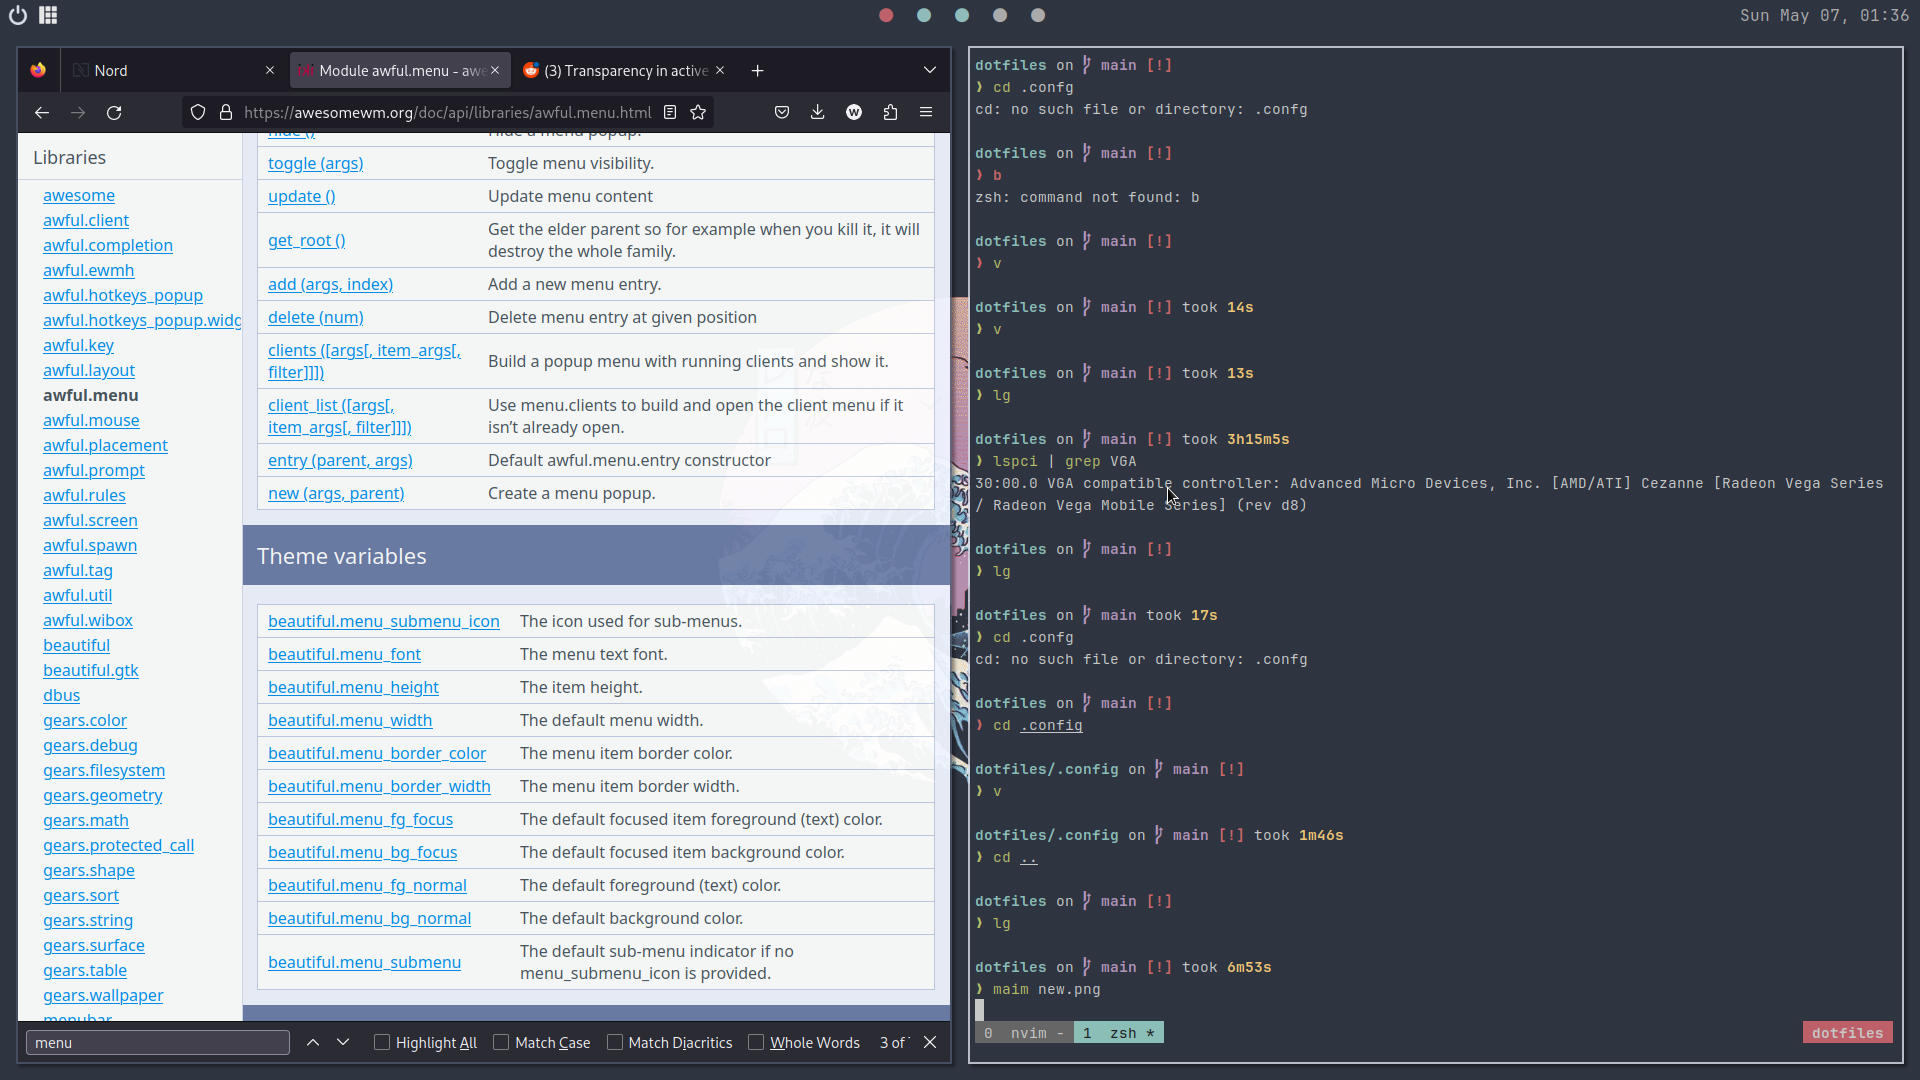 Sun May 07, 01:36
Nord
Module awful.menu - awe
(3) Transparency in active
https://awesomewm.org/doc/api/libraries/awful.menu.html
Libraries
awesome
awful.client
awful.completion
awful.ewmh
awful.hotkeys_popup
awful.hotkeys_popup.widg
awful.key
awful.layout
awful.menu
awful.mouse
awful.placement
awful.prompt
awful.rules
awful.screen
awful.spawn
awful.tag
awful.util
awful.wibox
beautiful
beautiful.gtk
dbus
gears.color
gears.debug
gears.filesystem
gears.geometry
gears.math
gears.protected_call
gears.shape
gears.sort
gears.string
gears.surface
gears.table
gears.wallpaper
menubar
hide () Hide a menu popup.
toggle (args) Toggle menu visibility.
update () Update menu content
get_root () Get the elder parent so for example when you kill it, it will
destroy the whole family.
add (args, index) Add a new menu entry.
delete (num) Delete menu entry at given position
clients ([args[, item_args[,
filter]]]) Build a popup menu with running clients and show it.
client_list ([args[, Use menu.clients to build and open the client menu if it
item_args[, filter]]]) isn’t already open.
entry (parent, args) Default awful.menu.entry constructor
new (args, parent) Create a menu popup.
Theme variables
beautiful.menu_submenu_icon The icon used for sub-menus.
beautiful.menu_font The menu text font.
beautiful.menu_height The item height.
beautiful.menu_width The default menu width.
beautiful.menu_border_color The menu item border color.
beautiful.menu_border_width The menu item border width.
beautiful.menu_fg_focus The default focused item foreground (text) color.
beautiful.menu_bg_focus The default focused item background color.
beautiful.menu_fg_normal The default foreground (text) color.
beautiful.menu_bg_normal The default background color.
beautiful.menu_submenu The default sub-menu indicator if no
menu_submenu_icon is provided.
menu
Highlight All Match Case Match Diacritics Whole Words 3 of
dotfiles on main [!]
❯ cd .confg
cd: no such file or directory: .confg
dotfiles on main [!]
❯ b
zsh: command not found: b
dotfiles on main [!]
❯ v
dotfiles on main [!] took 14s
❯ v
dotfiles on main [!] took 13s
❯ lg
dotfiles on main [!] took 3h15m5s
❯ lspci | grep VGA
30:00.0 VGA compatible controller: Advanced Micro Devices, Inc. [AMD/ATI] Cezanne [Radeon Vega Series
/ Radeon Vega Mobile Series] (rev d8)
dotfiles on main [!]
❯ lg
dotfiles on main took 17s
❯ cd .confg
cd: no such file or directory: .confg
dotfiles on main [!]
❯ cd .config
dotfiles/.config on main [!]
❯ v
dotfiles/.config on main [!] took 1m46s
❯ cd ..
dotfiles on main [!]
❯ lg
dotfiles on main [!] took 6m53s
❯ maim new.png
0 nvim - 1 zsh * dotfiles